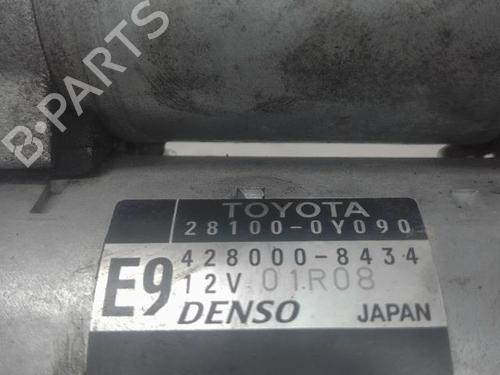 B-PARTS
TOYOTA
28100-0Y090
E9
428000-8434
12V 01R08
DENSO JAPAN